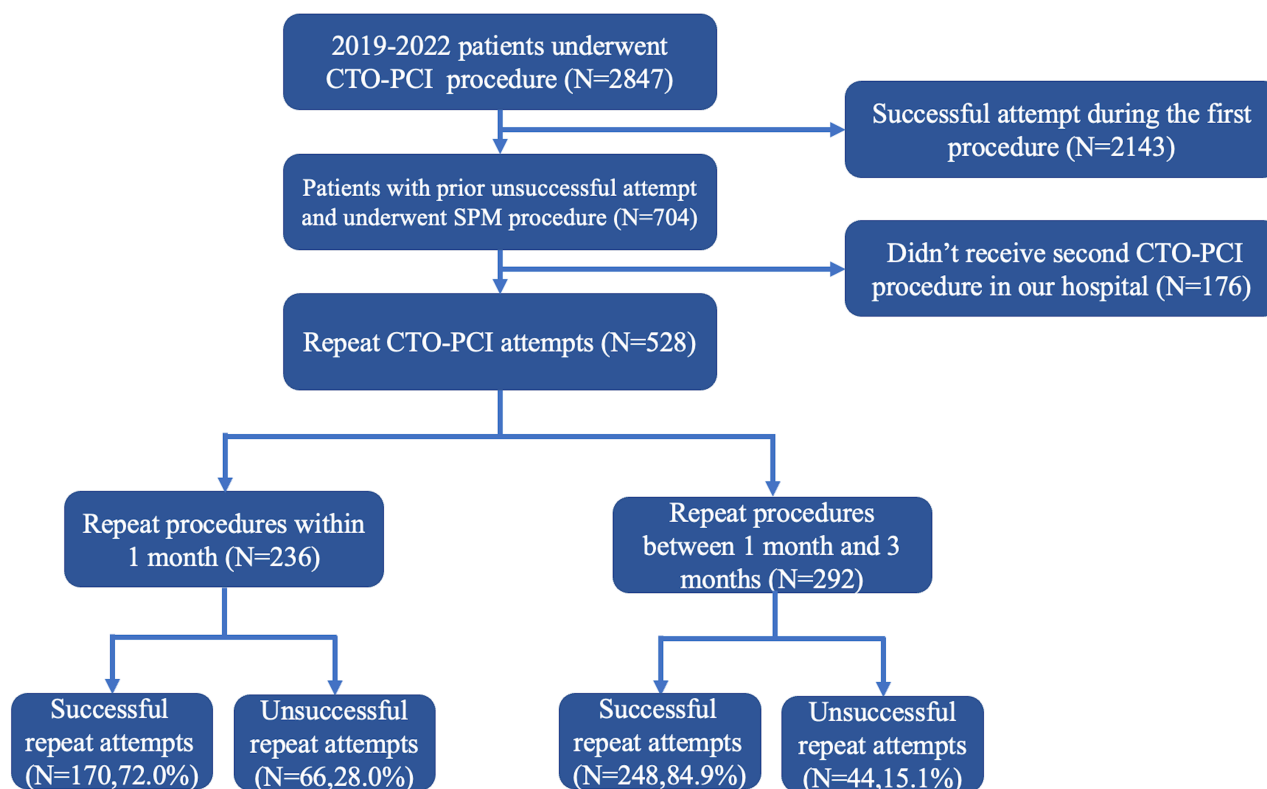 2019-2022 patients underwent
CTO-PCI procedure (N=2847)
Successful attempt during the first
procedure (N=2143)
Patients with prior unsuccessful attempt
and underwent SPM procedure (N=704)
Didn't receive second CTO-PCI
procedure in our hospital (N=176)
Repeat CTO-PCI attempts (N=528)
Repeat procedures within
1 month (N=236)
Repeat procedures
between 1 month and 3
months (N=292)
Successful
repeat attempts
(N=170,72.0%)
Unsuccessful
repeat attempts
(N=66,28.0%)
Successful
repeat attempts
(N=248,84.9%)
Unsuccessful
repeat attempts
(N=44,15.1%)